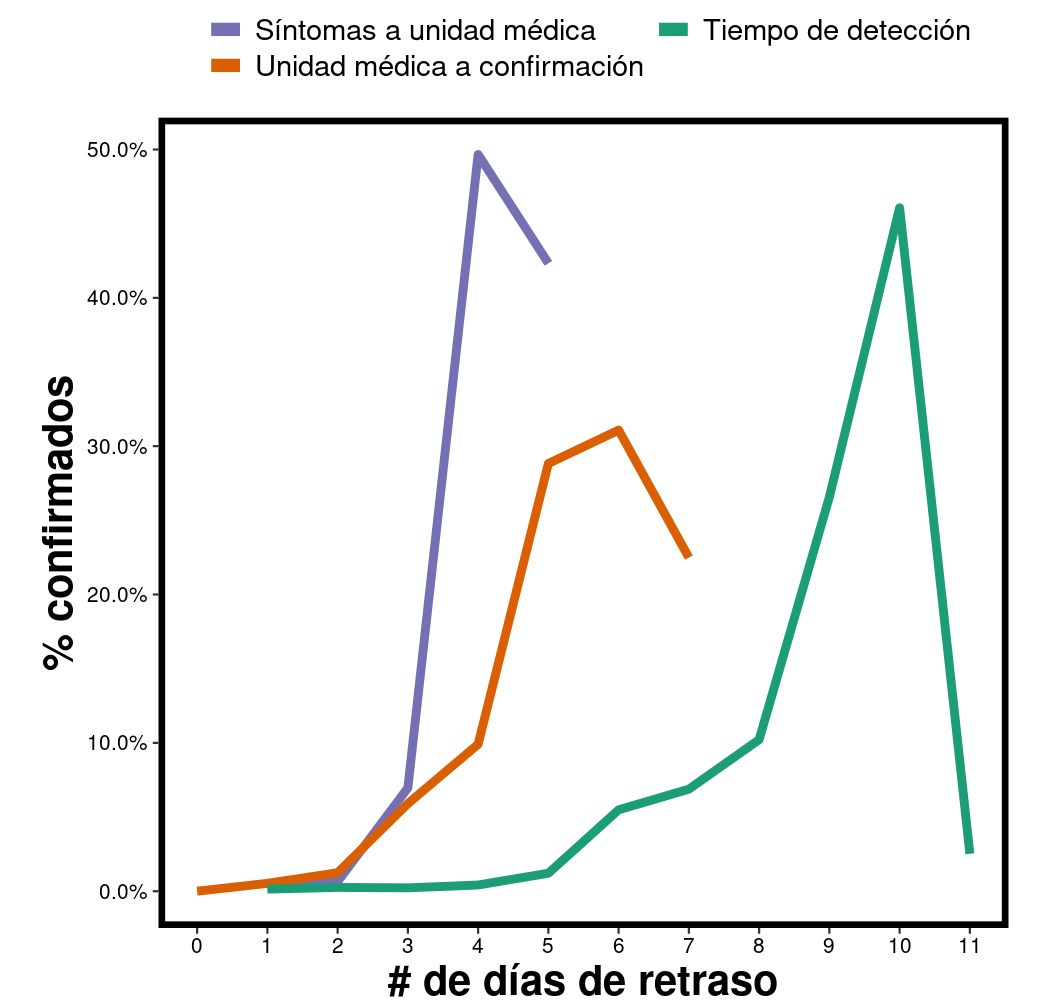 Síntomas a unidad médica
Tiempo de detección
Unidad médica a confirmación
50.0%
40.0%
30.0%
20.0%
10.0%
0.0%
% confirmados
0 1 2 3 4 5 6 7 8 9 10 11
# de días de retraso